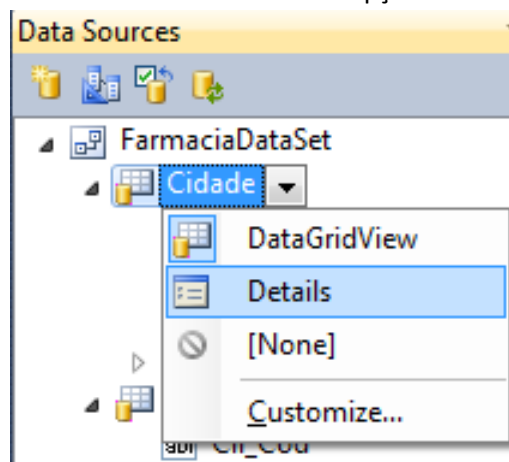 Data Sources
FarmaciaDataSet
Cidade
DataGridView
Details
[None]
Customize...